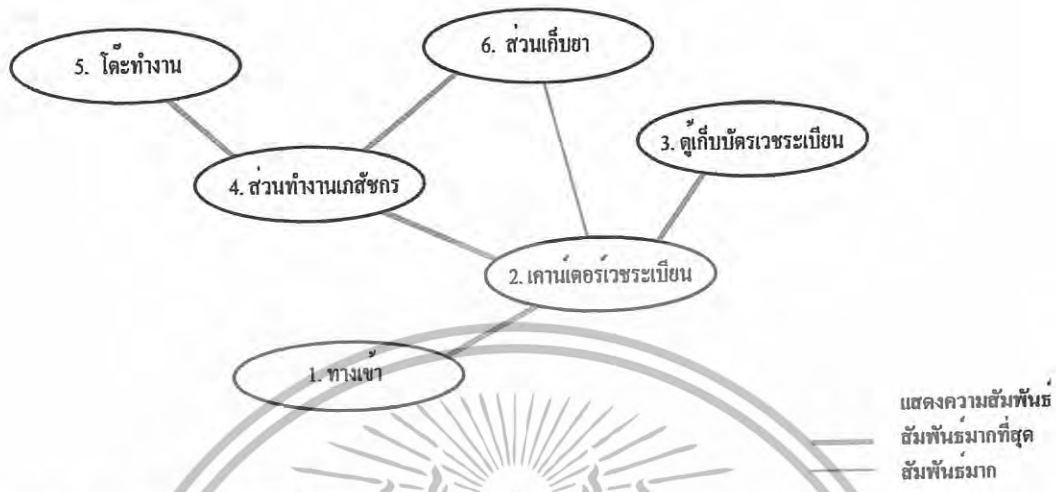 6. ส่วนเก็บยา
5. โต๊ะทำงาน
3. ตู้เก็บบัตรเวชระเบียน
4. ส่วนทำงานเภสัชกร
2. เคาน์เตอร์เวชระเบียน
1. ทางเข้า
แสดงความสัมพันธ์
สัมพันธ์มากที่สุด
สัมพันธ์มาก